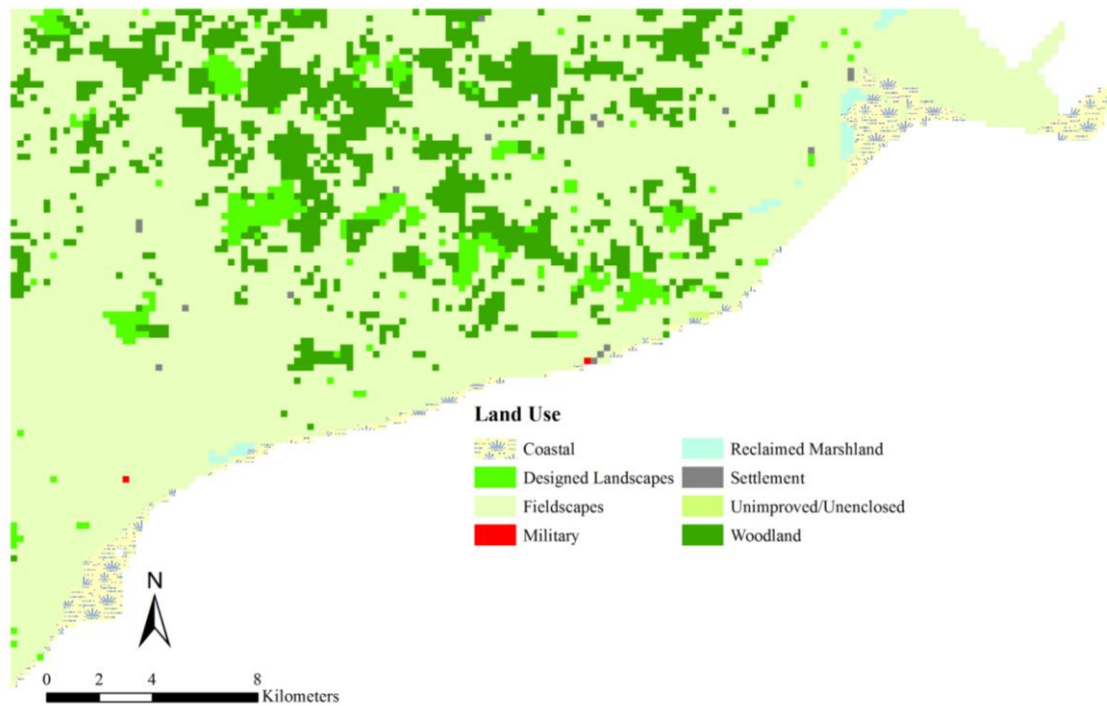 Land Use
Coastal
Designed Landscapes
Fieldscapes
Military
Reclaimed Marshland
Settlement
Unimproved/Unenclosed
Woodland
N
0 2 4 8
Kilometers